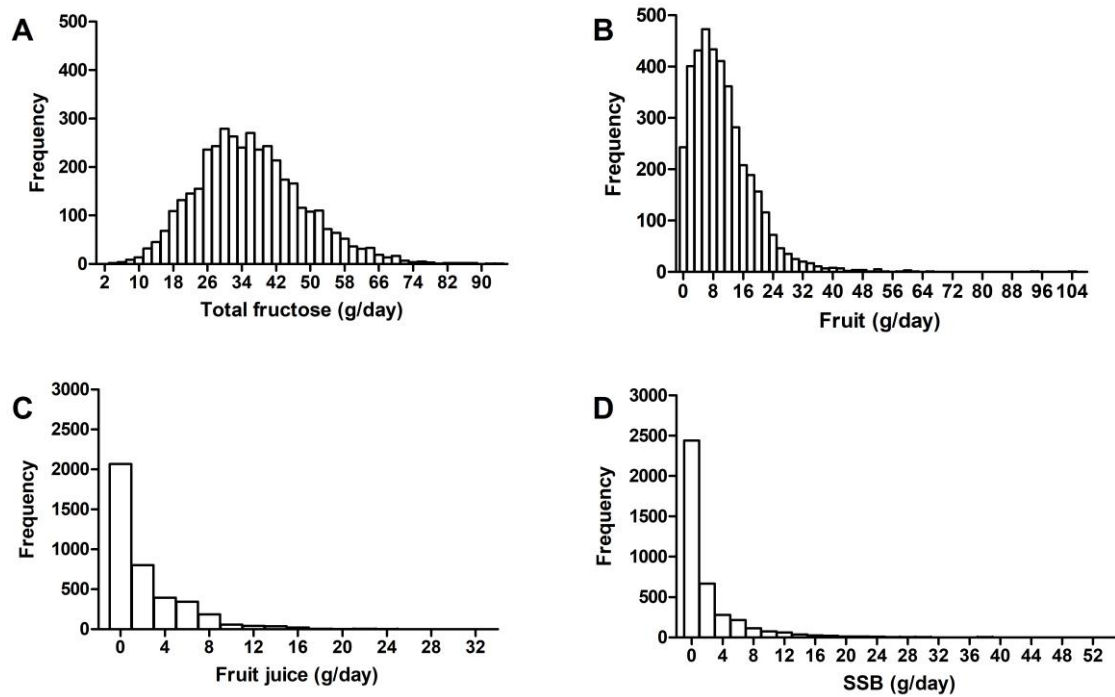 A
500
400
300
200
100
0
Frequency
2 10 18 26 34 42 50 58 66 74 82 90
Total fructose (g/day)
B
500
400
300
200
100
0
Frequency
0 8 16 24 32 40 48 56 64 72 80 88 96 104
Fruit (g/day)
C
3000
2500
2000
1500
1000
500
0
Frequency
0 4 8 12 16 20 24 28 32
Fruit juice (g/day)
D
3000
2500
2000
1500
1000
500
0
Frequency
0 4 8 12 16 20 24 28 32 36 40 44 48 52
SSB (g/day)